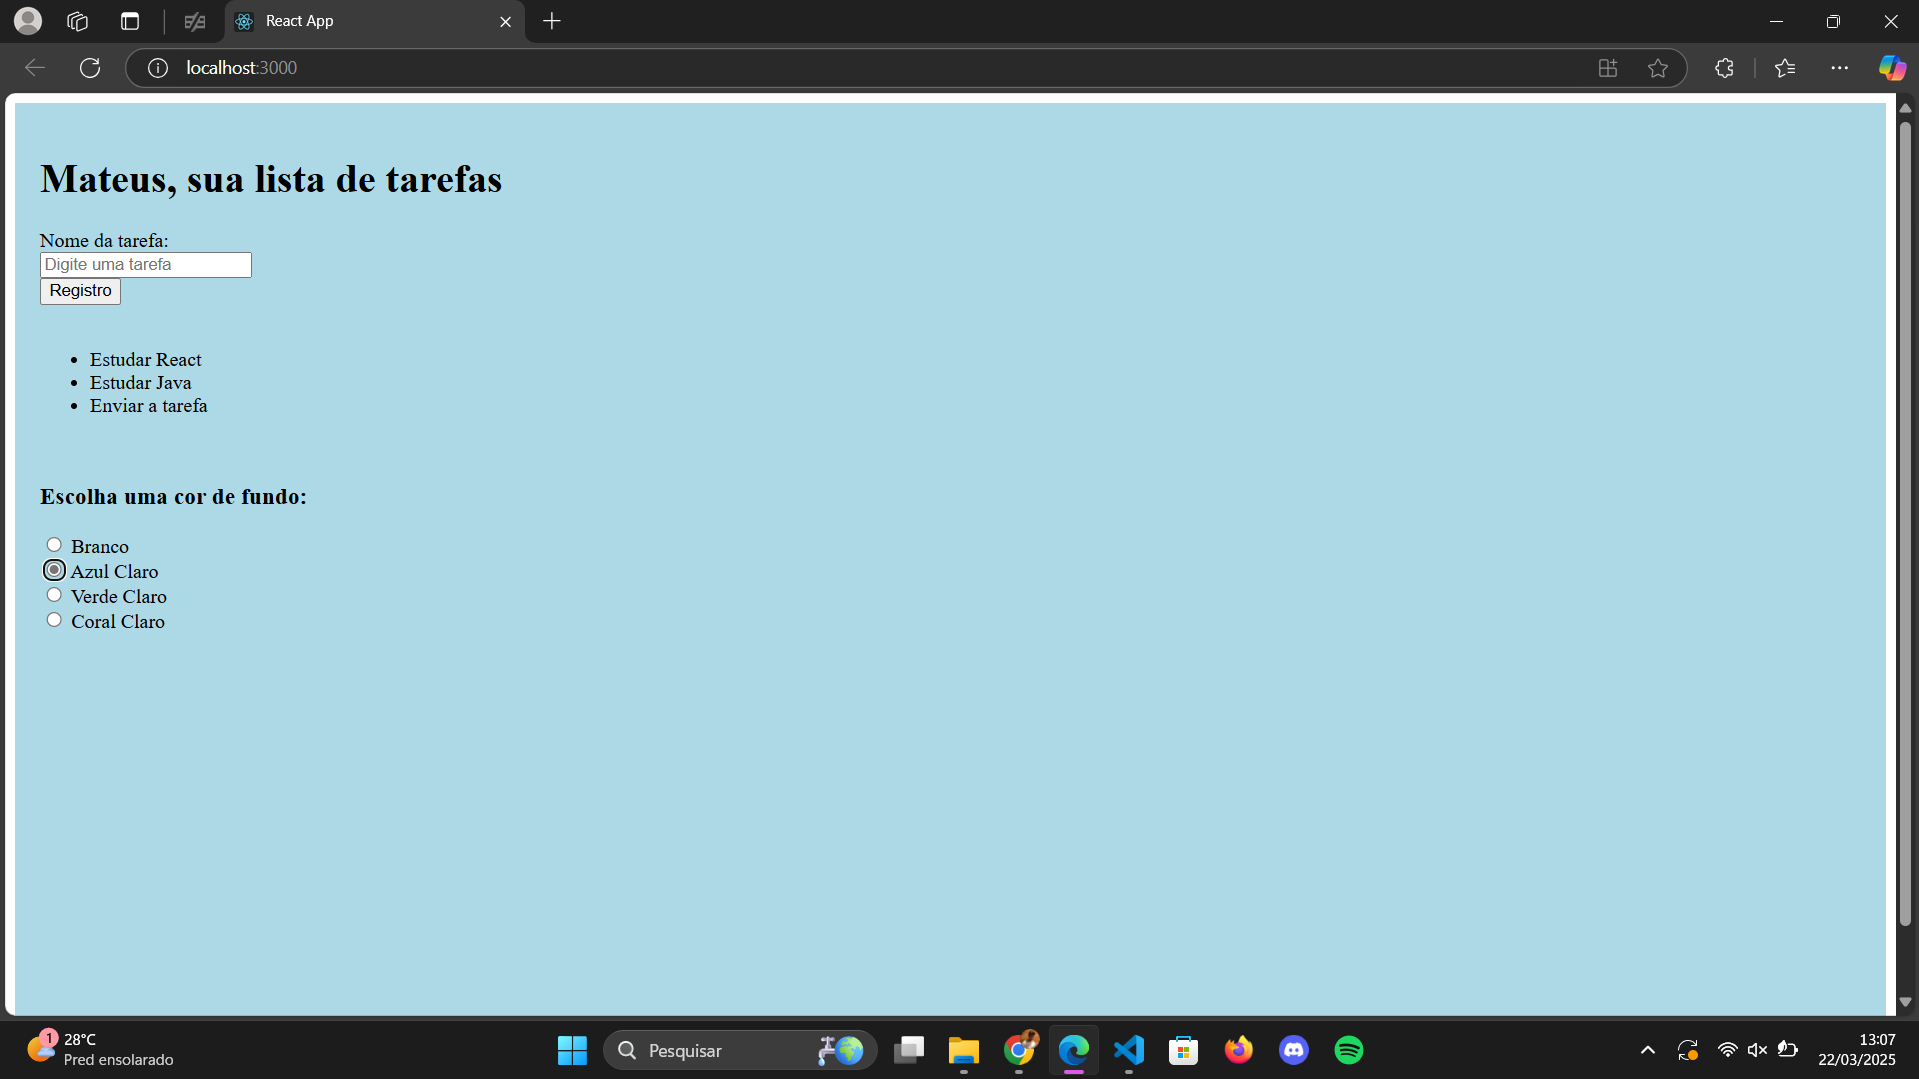 React App
localhost:3000
Mateus, sua lista de tarefas
Nome da tarefa:
Digite uma tarefa
Registro
Estudar React
Estudar Java
Enviar a tarefa
Escolha uma cor de fundo:
Branco
Azul Claro
Verde Claro
Coral Claro
1
28°C
Pred ensolarado
Pesquisar
13:07
22/03/2025